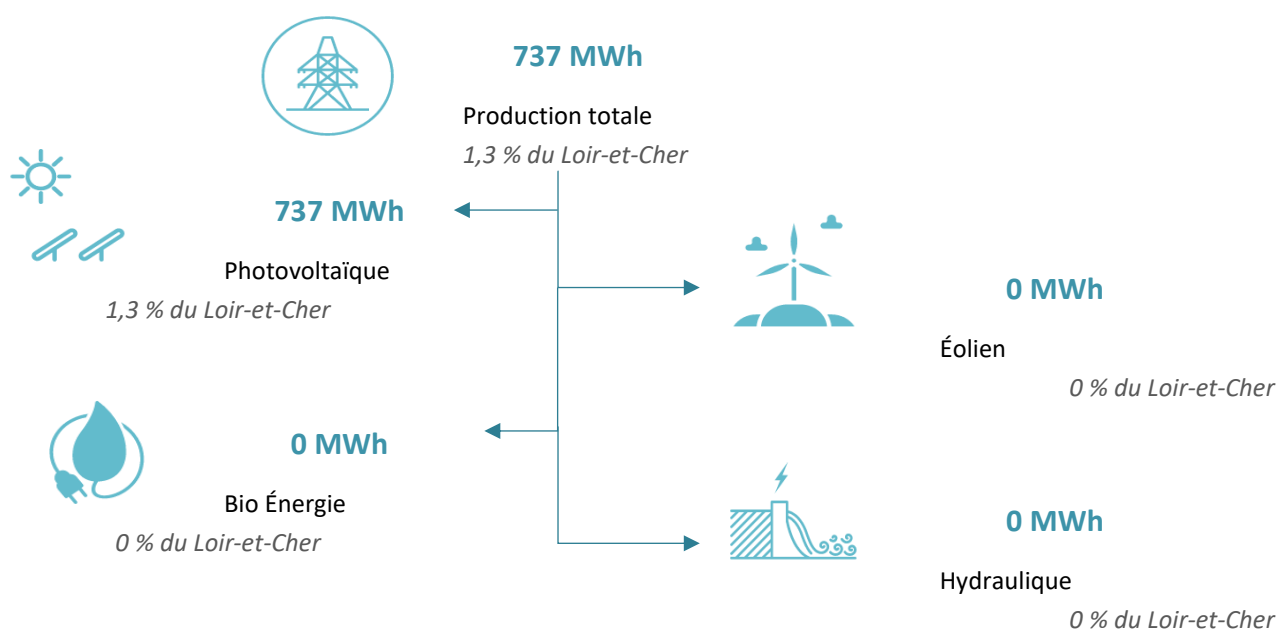 737 MWh
Production totale
1,3 % du Loir-et-Cher
737 MWh
Photovoltaïque
1,3 % du Loir-et-Cher
0 MWh
Éolien
0 % du Loir-et-Cher
0 MWh
Bio Énergie
0 % du Loir-et-Cher
0 MWh
Hydraulique
0 % du Loir-et-Cher